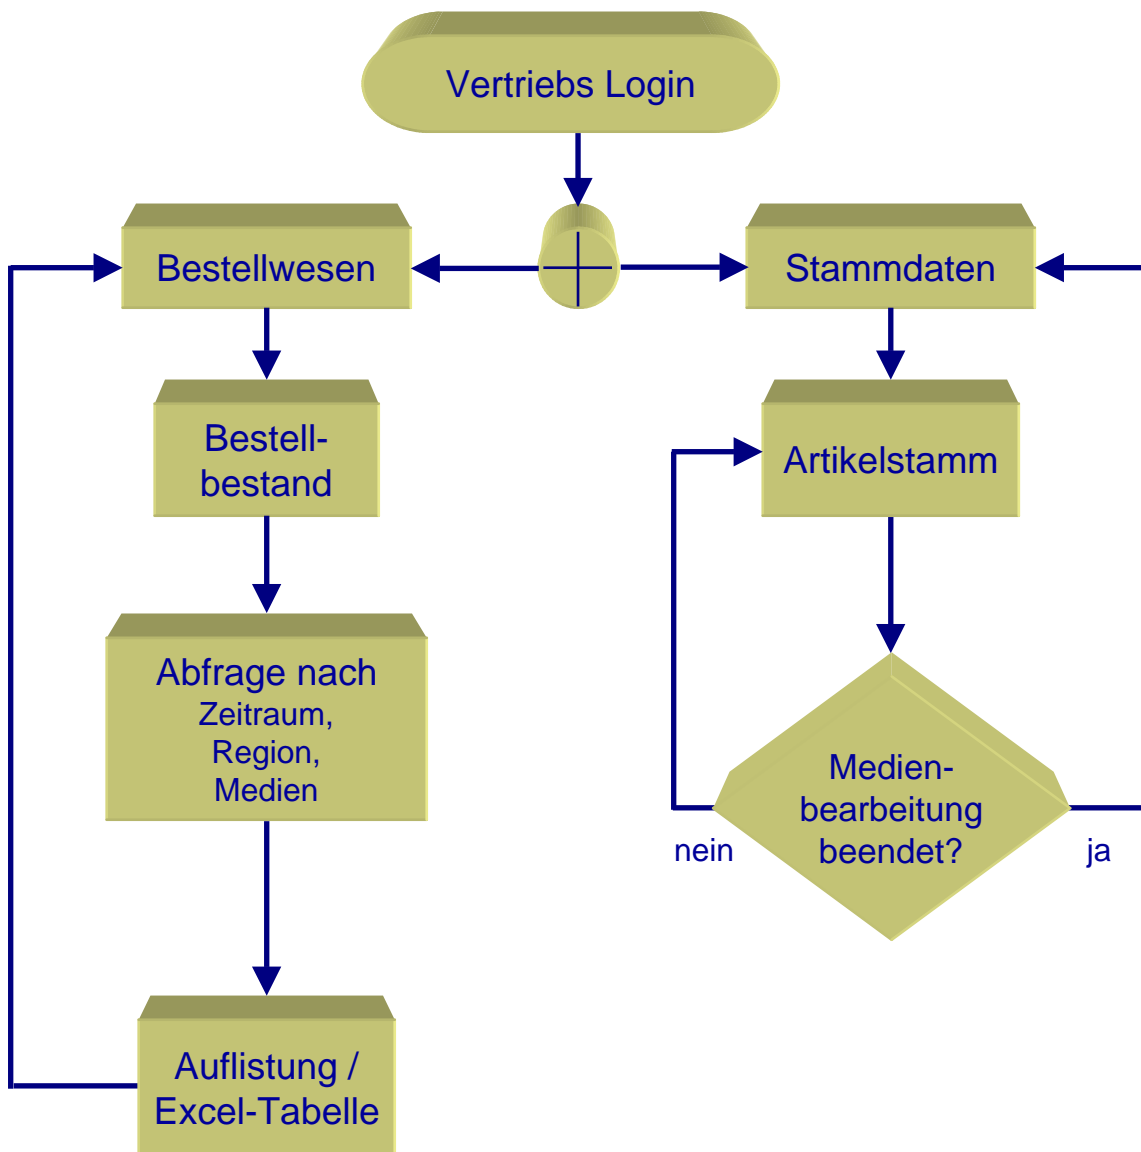 Vertriebs Login
Bestellwesen
Stammdaten
Bestell-
bestand
Artikelstamm
Abfrage nach
Zeitraum,
Region,
Medien
Medien-
bearbeitung
beendet?
nein
ja
Auflistung /
Excel-Tabelle